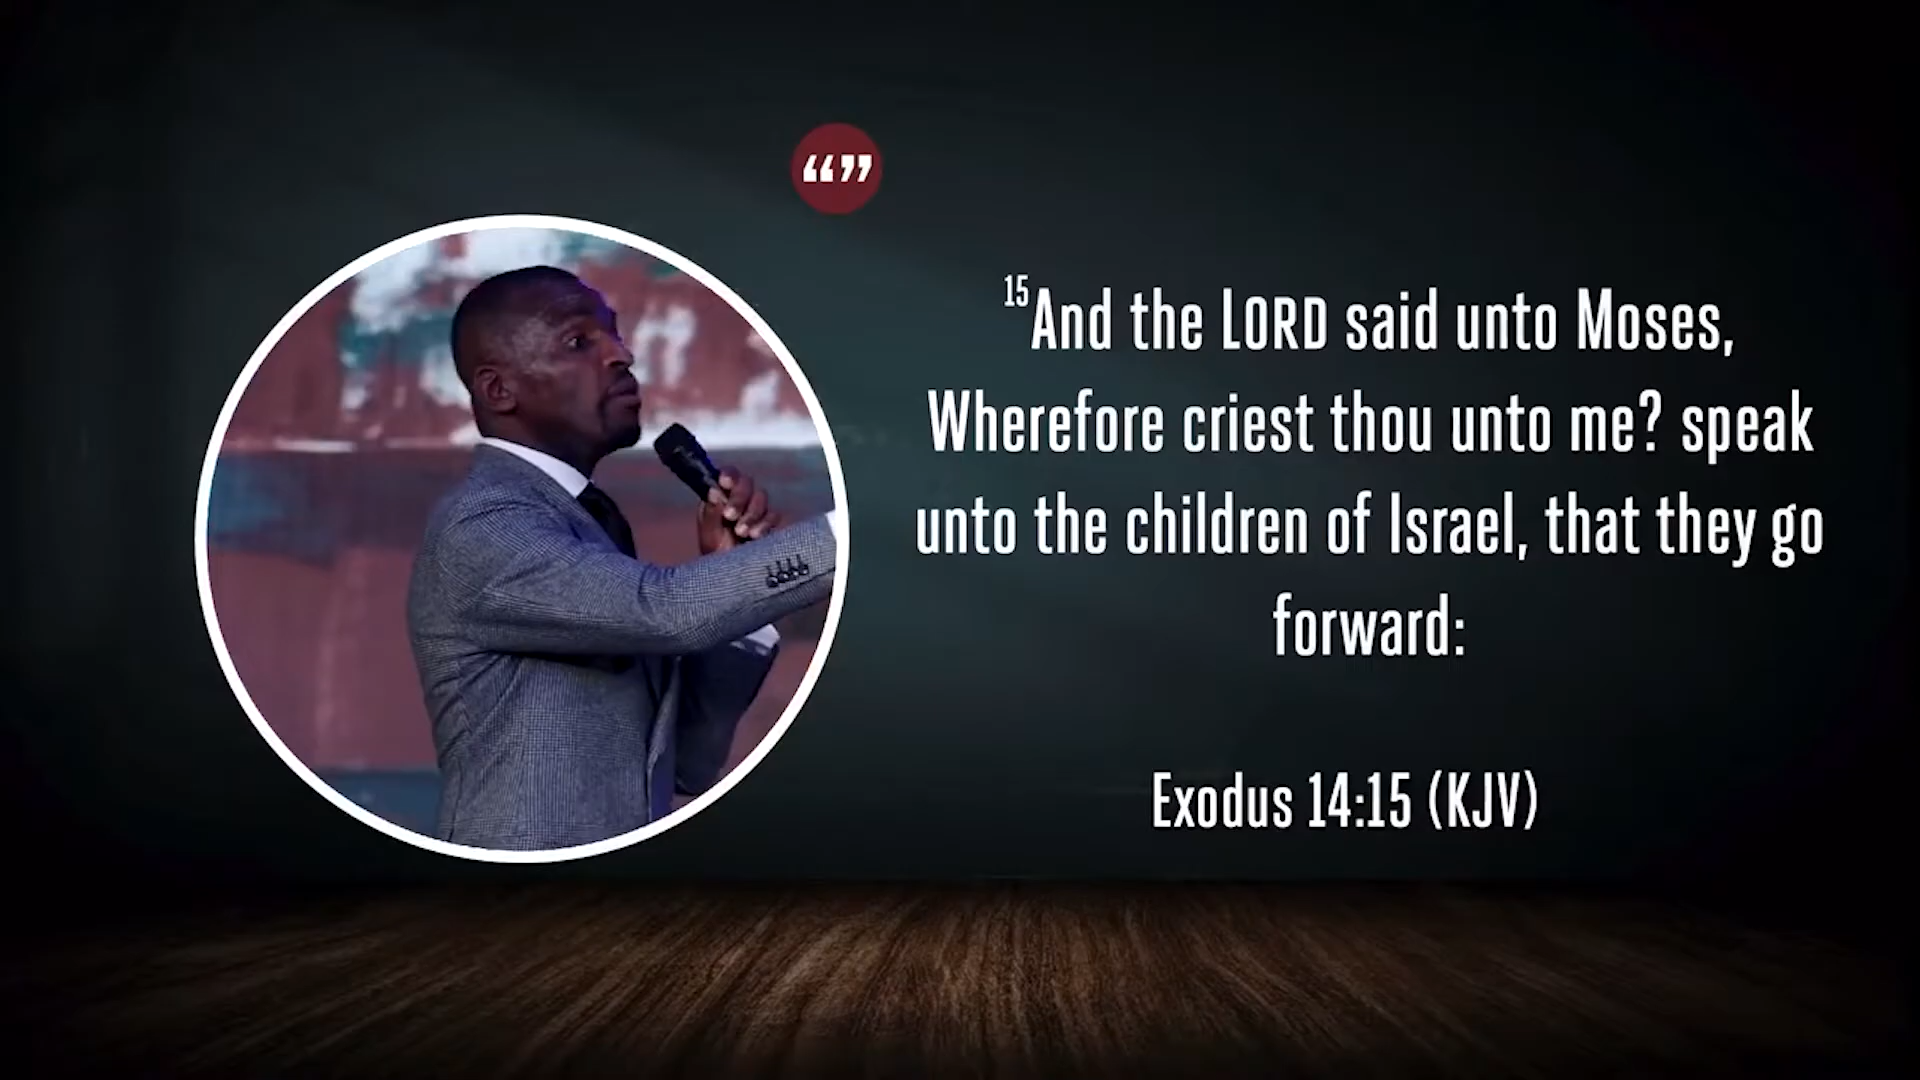 “”
15And the LORD said unto Moses,
Wherefore criest thou unto me? speak
unto the children of Israel, that they go
forward:
Exodus 14:15 (KJV)